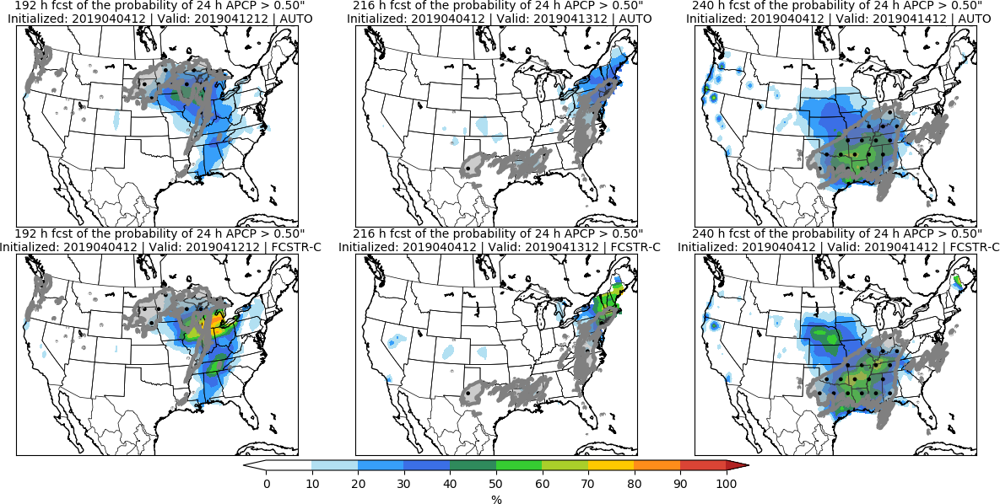 192 h fcst of the probability of 24 h APCP > 0.50"
Initialized: 2019040412 | Valid: 2019041212 | AUTO
216 h fcst of the probability of 24 h APCP > 0.50"
Initialized: 2019040412 | Valid: 2019041312 | AUTO
240 h fcst of the probability of 24 h APCP > 0.50"
Initialized: 2019040412 | Valid: 2019041412 | AUTO
192 h fcst of the probability of 24 h APCP > 0.50"
Initialized: 2019040412 | Valid: 2019041212 | FCSTR-C
216 h fcst of the probability of 24 h APCP > 0.50"
Initialized: 2019040412 | Valid: 2019041312 | FCSTR-C
240 h fcst of the probability of 24 h APCP > 0.50"
Initialized: 2019040412 | Valid: 2019041412 | FCSTR-C
0 10 20 30 40 50 60 70 80 90 100
%